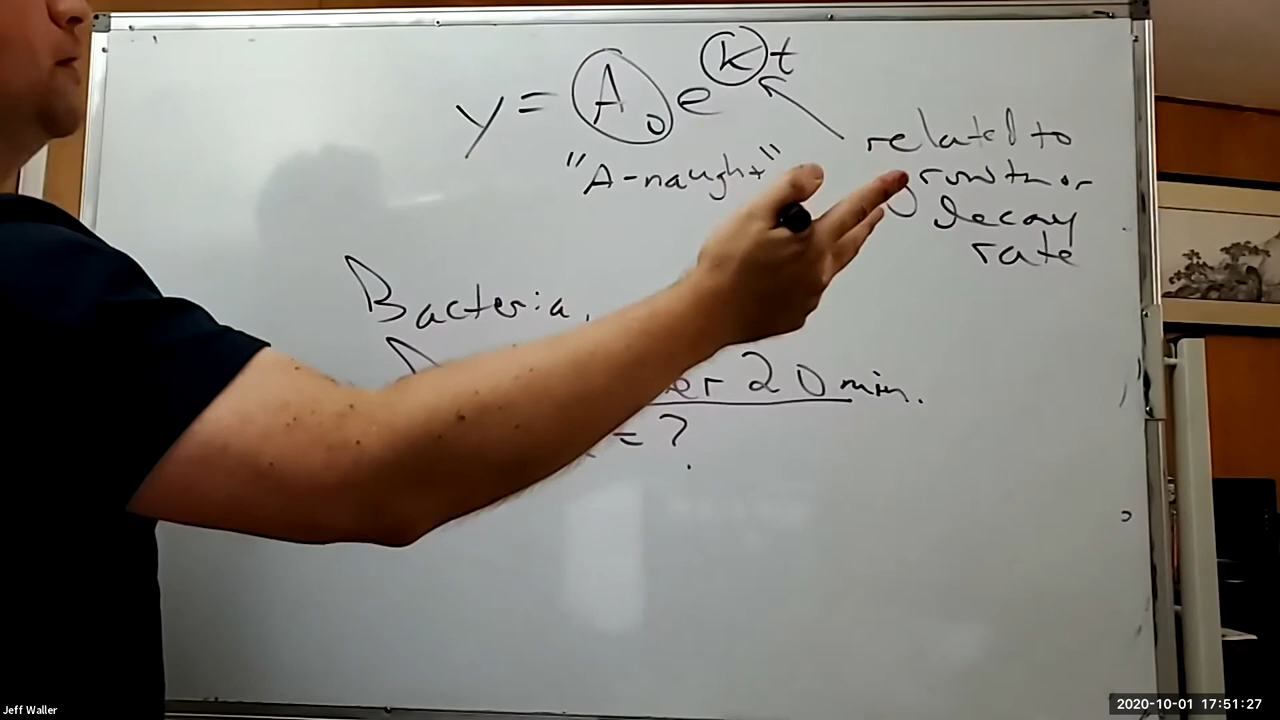 y = A₀e^kt
"A-naught"
related to
growth or
decay
rate
Bacteria.
20 min.
= ?
Jeff Waller
2020-10-01 17:51:27